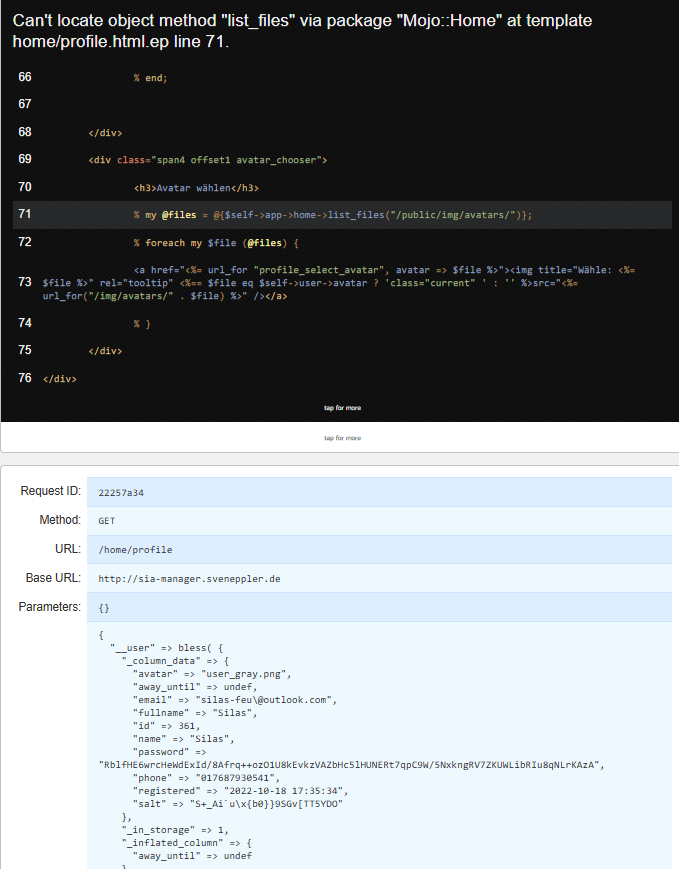 Can't locate object method "list_files" via package "Mojo::Home" at template
home/profile.html.ep line 71.
66 % end;
67
68 </div>
69 <div class="span4 offset1 avatar_chooser">
70 <h3>Avatar wählen</h3>
71 % my @files = @{$self->app->home->list_files("/public/img/avatars/")};
72 % foreach my $file (@files) {
<a href="<%= url_for "profile_select_avatar", avatar => $file %>"><img title="Wähle: <%=
73 $file %>" rel="tooltip" <%== $file eq $self->user->avatar ? 'class="current" ' : '' %>src="<%=
url_for("/img/avatars/" . $file) %>" /></a>
74 % }
75 </div>
76 </div>
tap for more
tap for more
Request ID: 22257a34
Method: GET
URL: /home/profile
Base URL: http://sia-manager.sveneppler.de
Parameters: {}
{
"__user" => bless( {
"_column_data" => {
"avatar" => "user_gray.png",
"away_until" => undef,
"email" => "silas-feu\@outlook.com",
"fullname" => "Silas",
"id" => 361,
"name" => "Silas",
"password" =>
"RblfHE6wrcHeWdExId/8Afrq++ozO1U8kEvkzVAZbHc5lHUNERt7qpC9W/5NxkngRV7ZKUWLibRIu8qNLrKAzA",
"phone" => "017687930541",
"registered" => "2022-10-18 17:35:34",
"salt" => "S+_Ai`u\x{b0}}9SGv[TT5YDO"
},
"_in_storage" => 1,
"_inflated_column" => {
"away_until" => undef